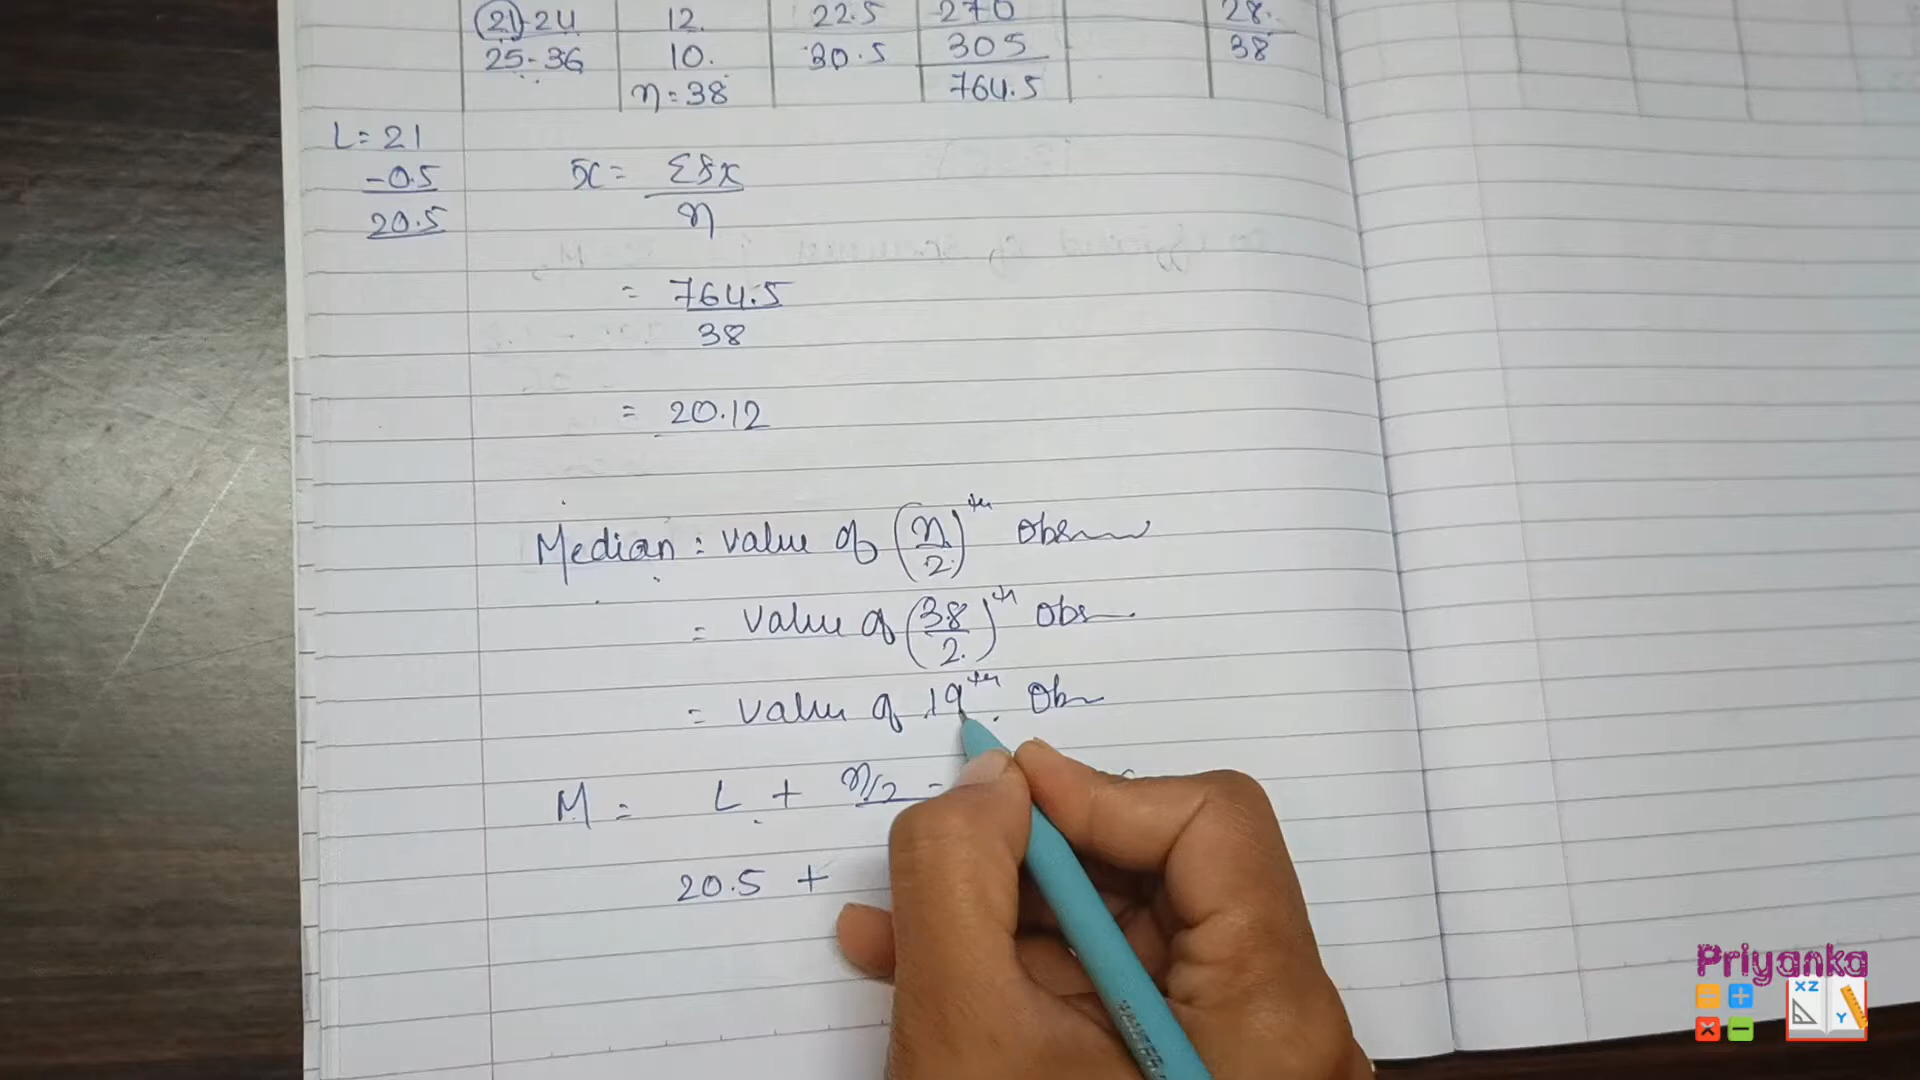 21-24 12. 22.5 270 28.
25-36 10. 30.5 305 38
n=38 764.5
L=21
-0.5
20.5
x̄ = Σfx
n
= 764.5
38
= 20.12
Median : value of (n/2)th Obs
= value of (38/2)th Obs
= value of 19th Obs
M = L + n/2 -
20.5 +
Priyanka
XZ
Y